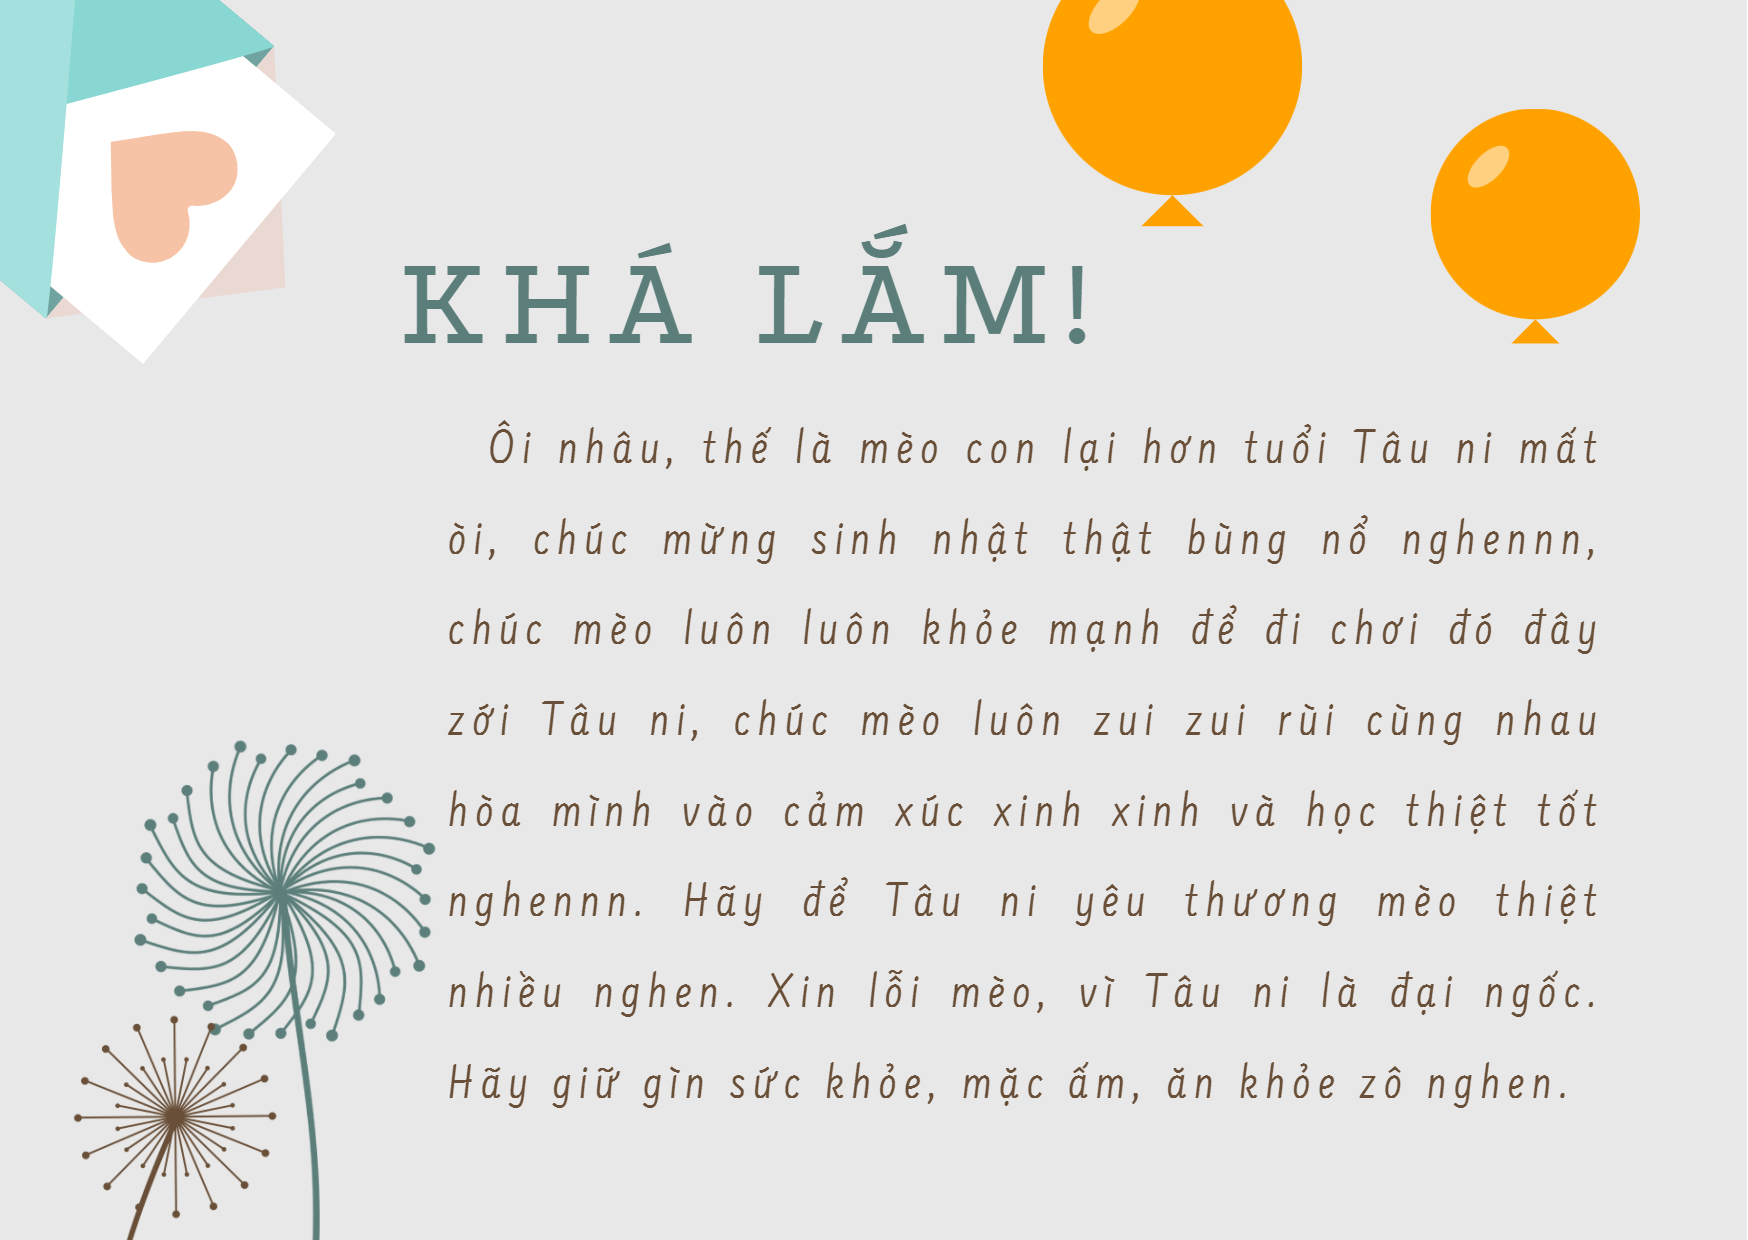 KHÁ LẮM!
Ôi nhâu, thế là mèo con lại hơn tuổi Tâu ni mất
òi, chúc mừng sinh nhật thật bùng nổ nghennn,
chúc mèo luôn luôn khỏe mạnh để đi chơi đó đây
zới Tâu ni, chúc mèo luôn zui zui rùi cùng nhau
hòa mình vào cảm xúc xinh xinh và học thiệt tốt
nghennn. Hãy để Tâu ni yêu thương mèo thiệt
nhiều nghen. Xin lỗi mèo, vì Tâu ni là đại ngốc.
Hãy giữ gìn sức khỏe, mặc ấm, ăn khỏe zô nghen.